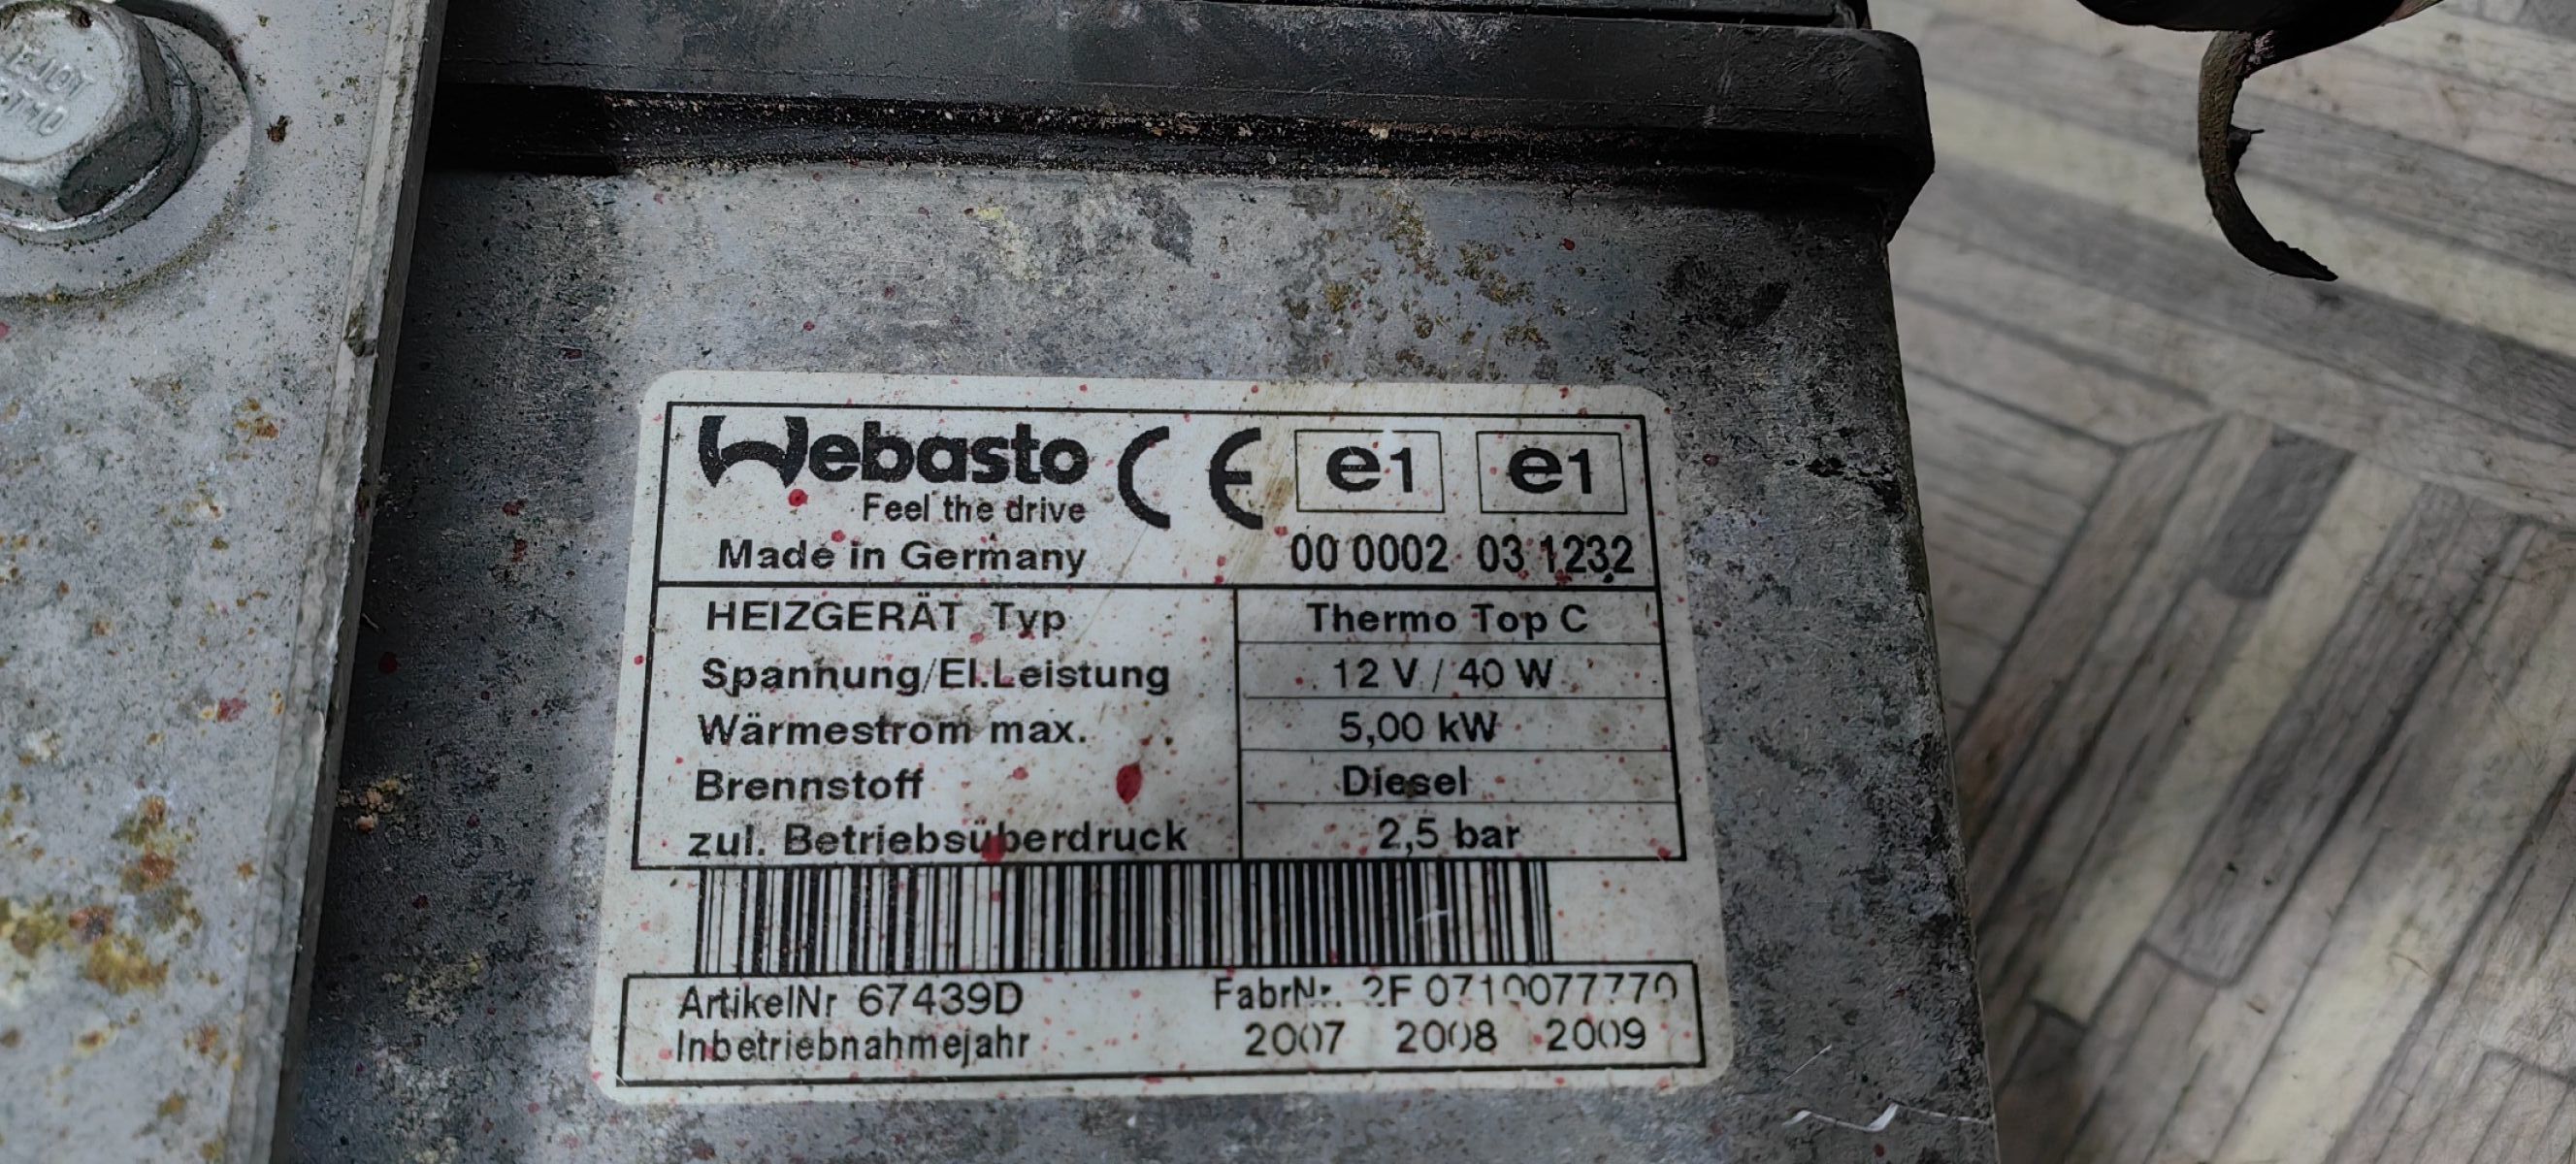 EJOT
Webasto CE e1 e1
Feel the drive
Made in Germany 00 0002 03 1232
HEIZGERÄT Typ Thermo Top C
Spannung/El.Leistung 12 V / 40 W
Wärmestrom max. 5,00 kW
Brennstoff Diesel
zul. Betriebsüberdruck 2,5 bar
ArtikelNr 67439D FabrNr.
Inbetriebnahmejahr 2007 2008 2009